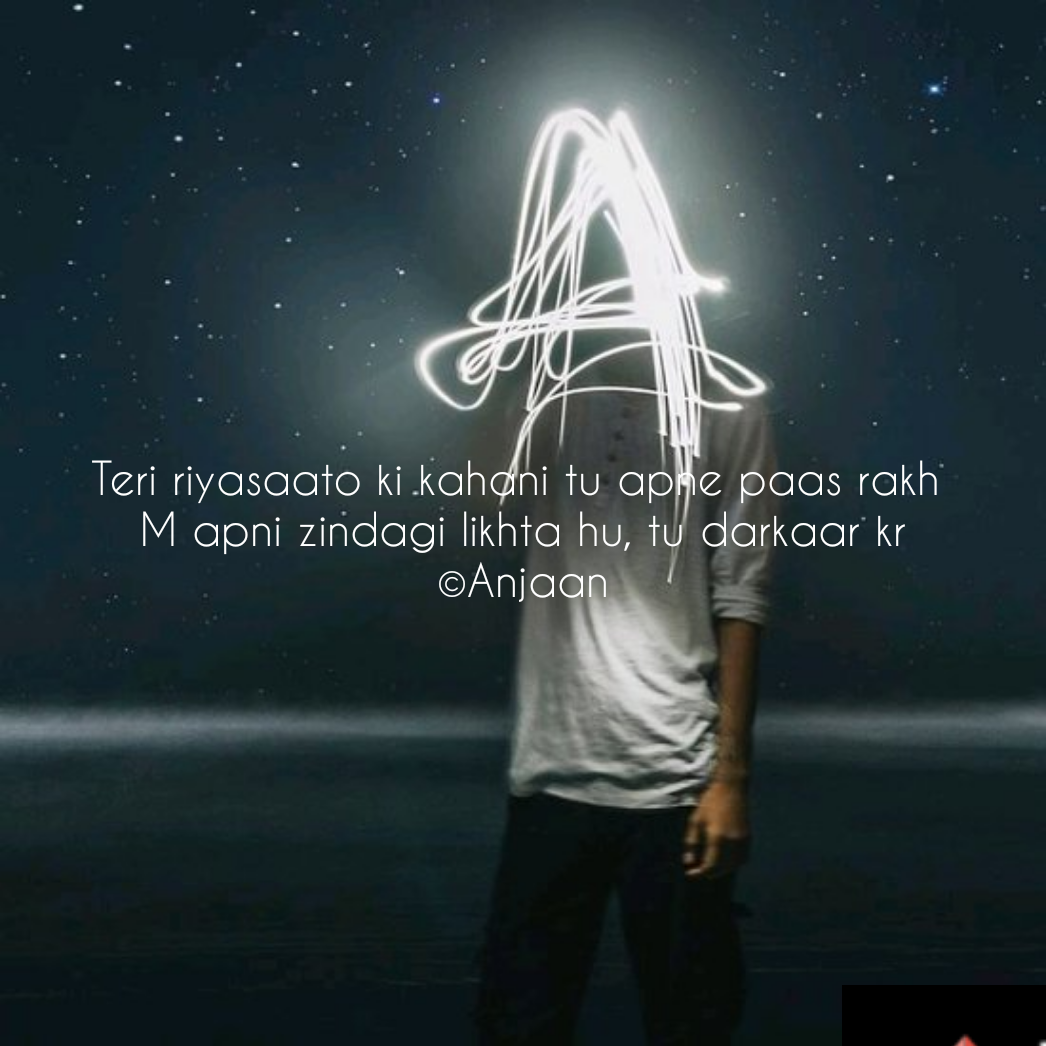 Teri riyasaato ki kahani tu apne paas rakh
M apni zindagi likhta hu, tu darkaar kr
©Anjaan